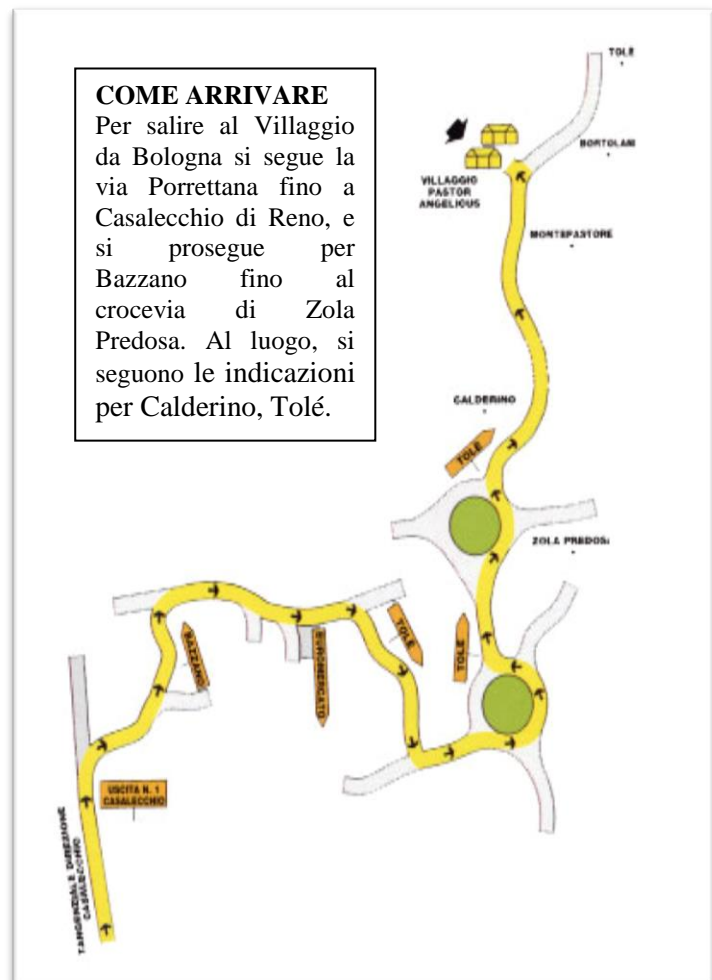 COME ARRIVARE
Per salire al Villaggio
da Bologna si segue la
via Porrettana fino a
Casalecchio di Reno, e
si prosegue per
Bazzano fino al
crocevia di Zola
Predosa. Al luogo, si
seguono le indicazioni
per Calderino, Tolé.
TOLE
BORTOLANI
VILLAGGIO
PASTOR
ANGELICUS
MONTEPASTORE
CALDERINO
TOLE
ZOLA PREDOSA
TOLE
TOLE
BAZZANO
EUROMERCATO
USCITA N. 1
CASALECCHIO
TANGENZIALE DIREZIONE
CASALECCHIO